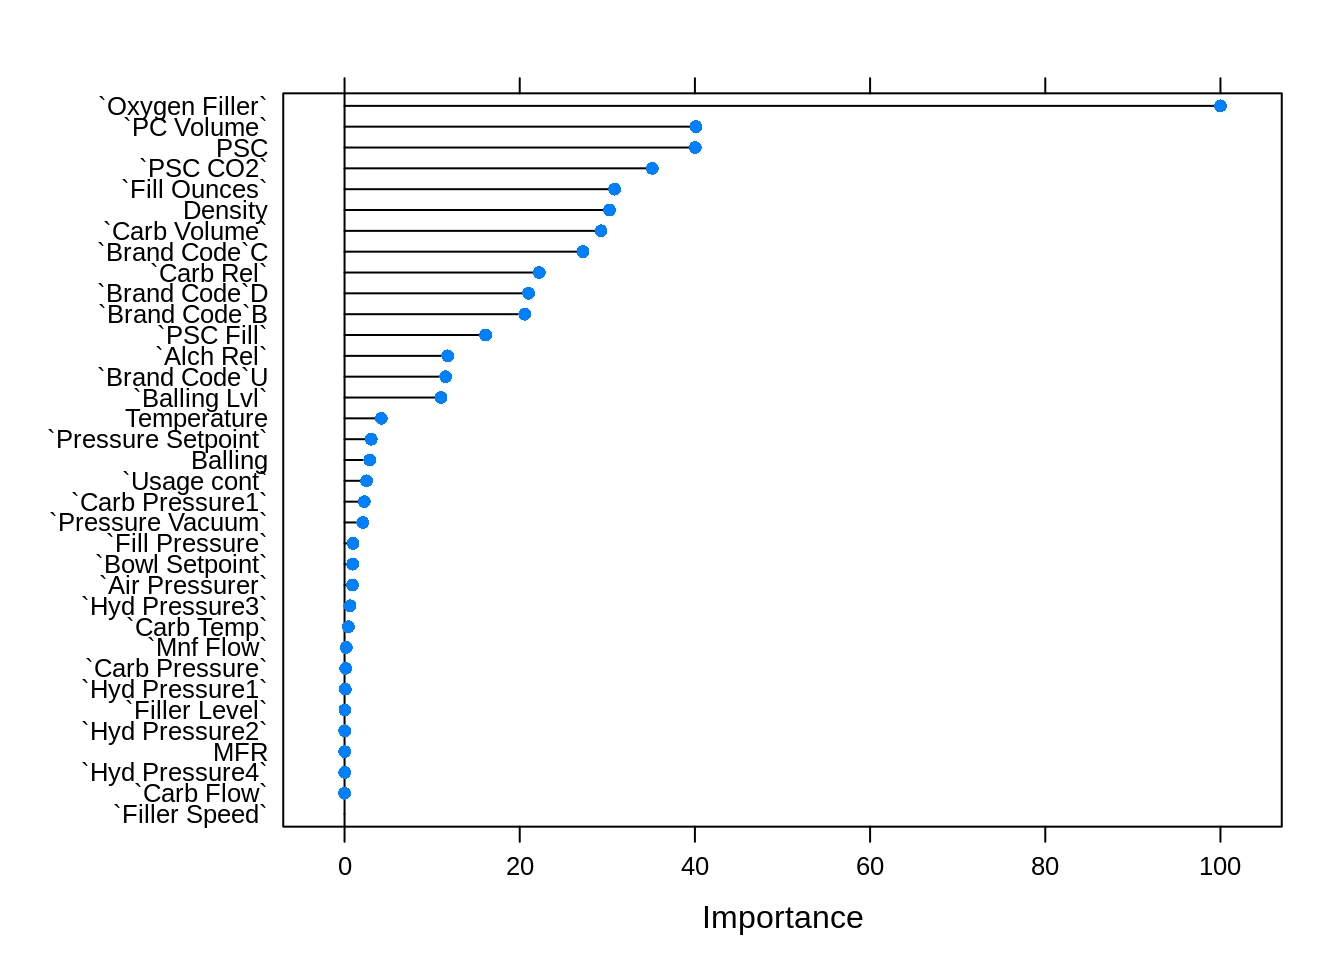 `Oxygen Filler`
`PC Volume`
PSC
`PSC CO2`
`Fill Ounces`
Density
`Carb Volume`
`Brand Code`C
`Carb Rel`
`Brand Code`D
`Brand Code`B
`PSC Fill`
`Alch Rel`
`Brand Code`U
`Balling Lvl`
Temperature
`Pressure Setpoint`
Balling
`Usage cont`
`Carb Pressure1`
`Pressure Vacuum`
`Fill Pressure`
`Bowl Setpoint`
`Air Pressurer`
`Hyd Pressure3`
`Carb Temp`
`Mnf Flow`
`Carb Pressure`
`Hyd Pressure1`
`Filler Level`
`Hyd Pressure2`
MFR
`Hyd Pressure4`
`Carb Flow`
`Filler Speed`
0 20 40 60 80 100
Importance